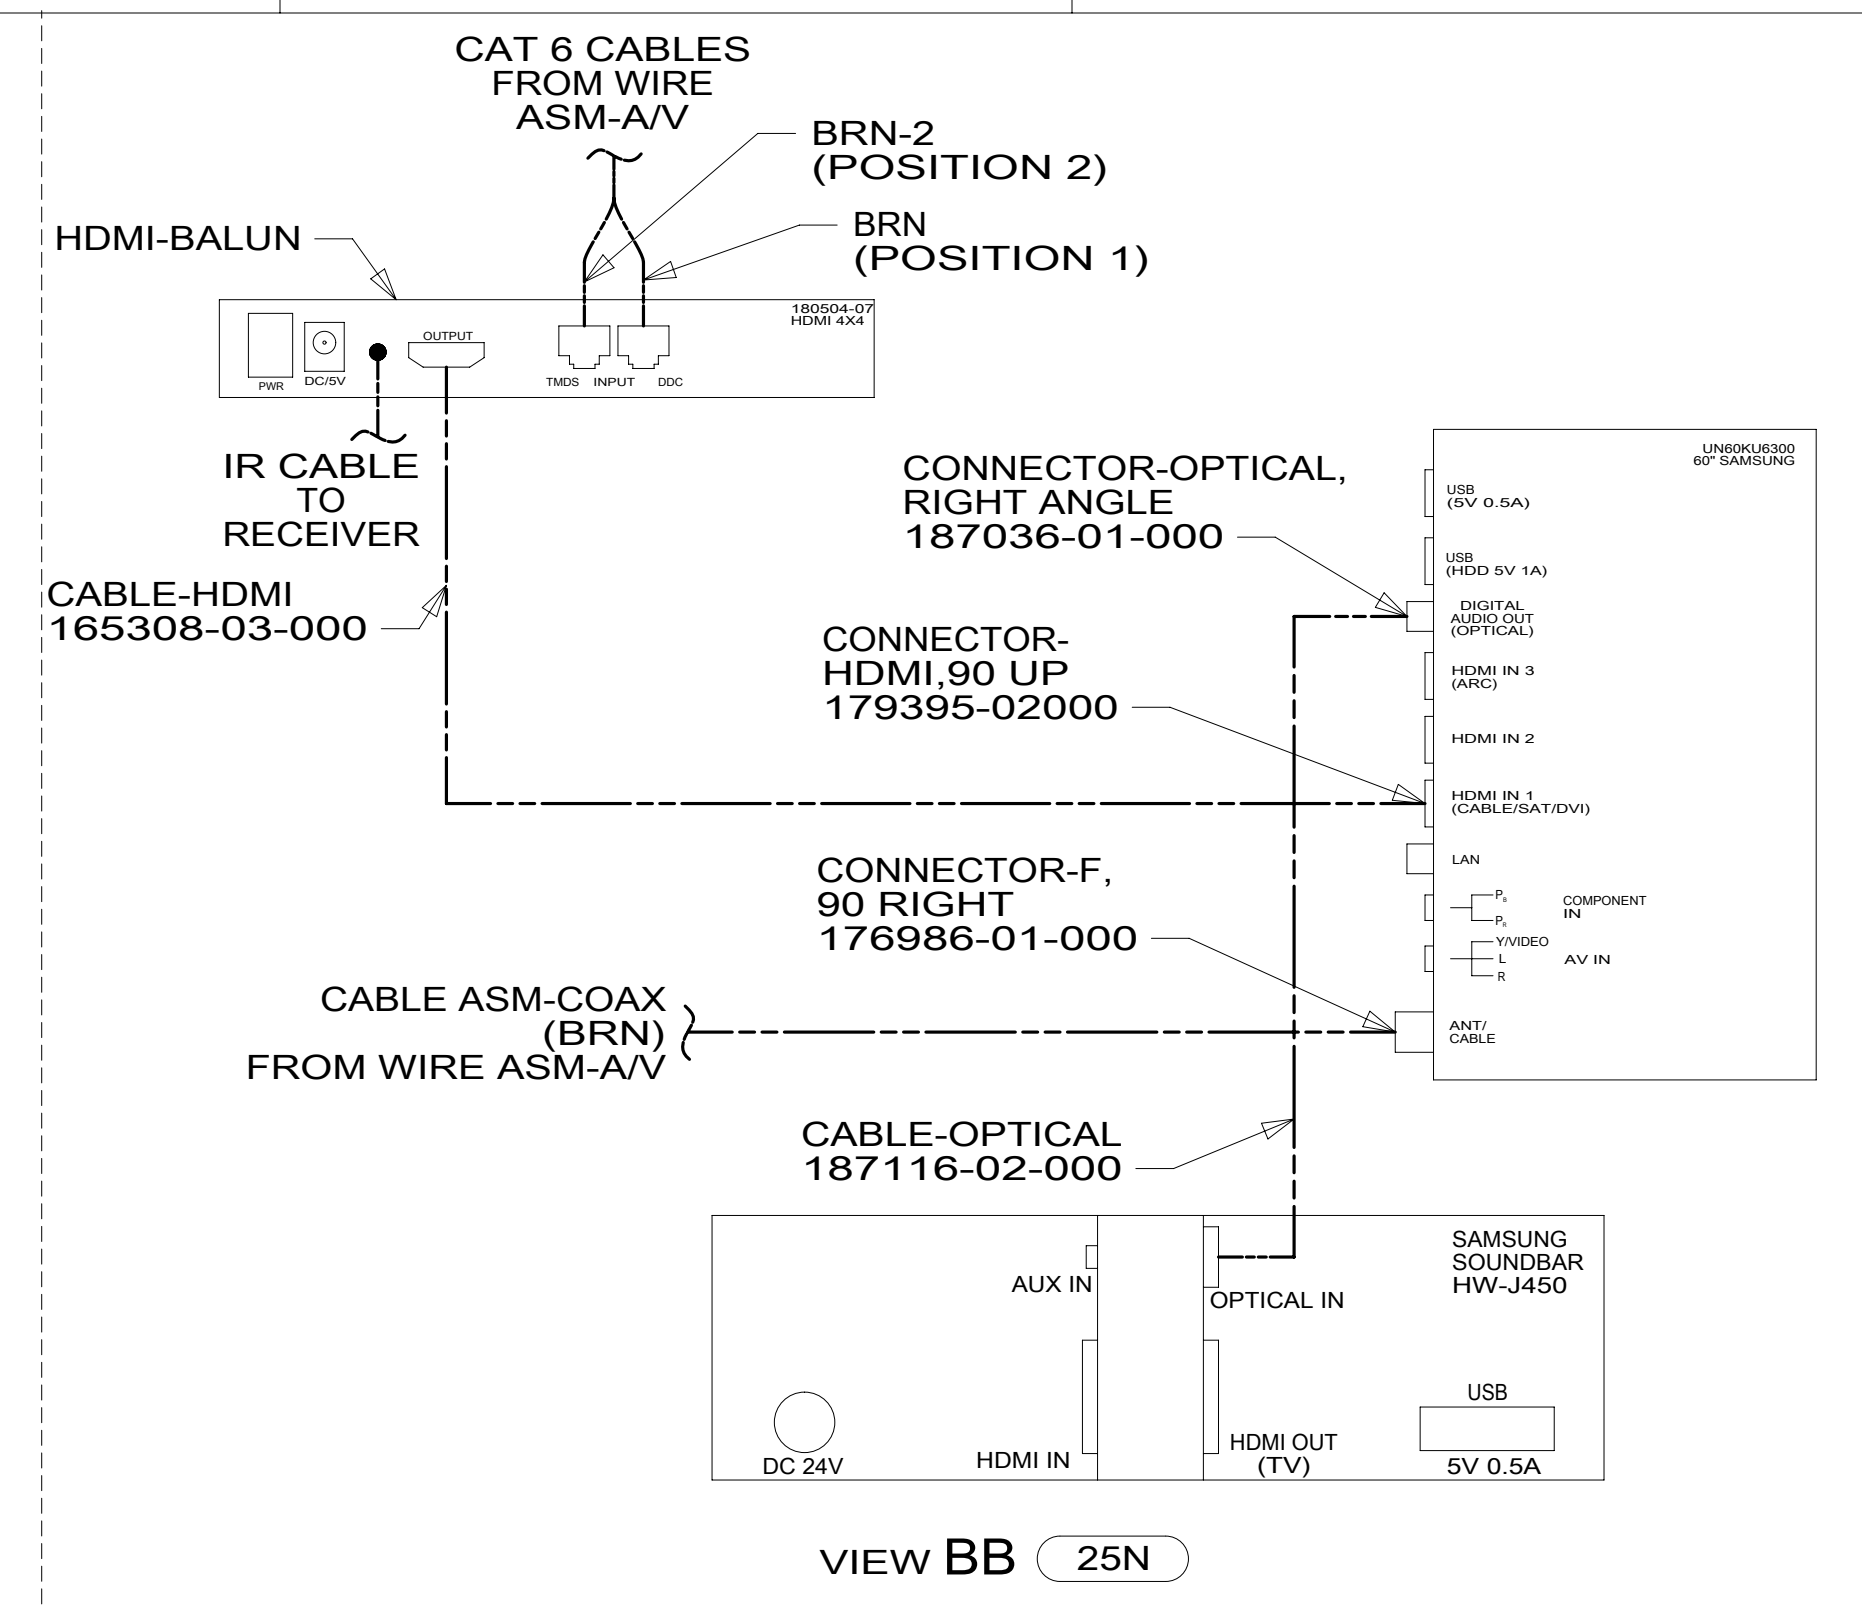 CAT 6 CABLES
FROM WIRE
ASM-A/V
BRN-2
(POSITION 2)
BRN
(POSITION 1)
HDMI-BALUN
180504-07
HDMI 4X4
OUTPUT
PWR
DC/5V
TMDS
INPUT
DDC
IR CABLE
TO
RECEIVER
CABLE-HDMI
165308-03-000
CONNECTOR-OPTICAL,
RIGHT ANGLE
187036-01-000
CONNECTOR-
HDMI,90 UP
179395-02000
CONNECTOR-F,
90 RIGHT
176986-01-000
CABLE ASM-COAX
(BRN)
FROM WIRE ASM-A/V
CABLE-OPTICAL
187116-02-000
UN60KU6300
60" SAMSUNG
USB
(5V 0.5A)
USB
(HDD 5V 1A)
DIGITAL
AUDIO OUT
(OPTICAL)
HDMI IN 3
(ARC)
HDMI IN 2
HDMI IN 1
(CABLE/SAT/DVI)
LAN
PB
PR
COMPONENT
IN
Y/VIDEO
L
R
AV IN
ANT/
CABLE
SAMSUNG
SOUNDBAR
HW-J450
AUX IN
OPTICAL IN
DC 24V
HDMI IN
HDMI OUT
(TV)
USB
5V 0.5A
VIEW BB 25N